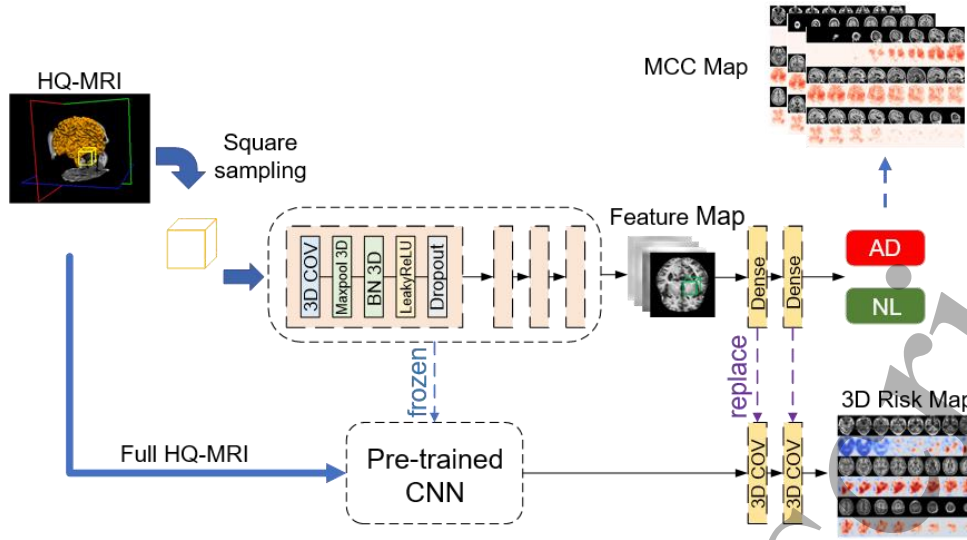 MCC Map
HQ-MRI
Square
sampling
3D COV
Maxpool 3D
BN 3D
LeakyReLU
Dropout
Feature Map
Dense
Dense
AD
NL
frozen
replace
3D Risk Map
Full HQ-MRI
Pre-trained
CNN
3D COV
3D COV